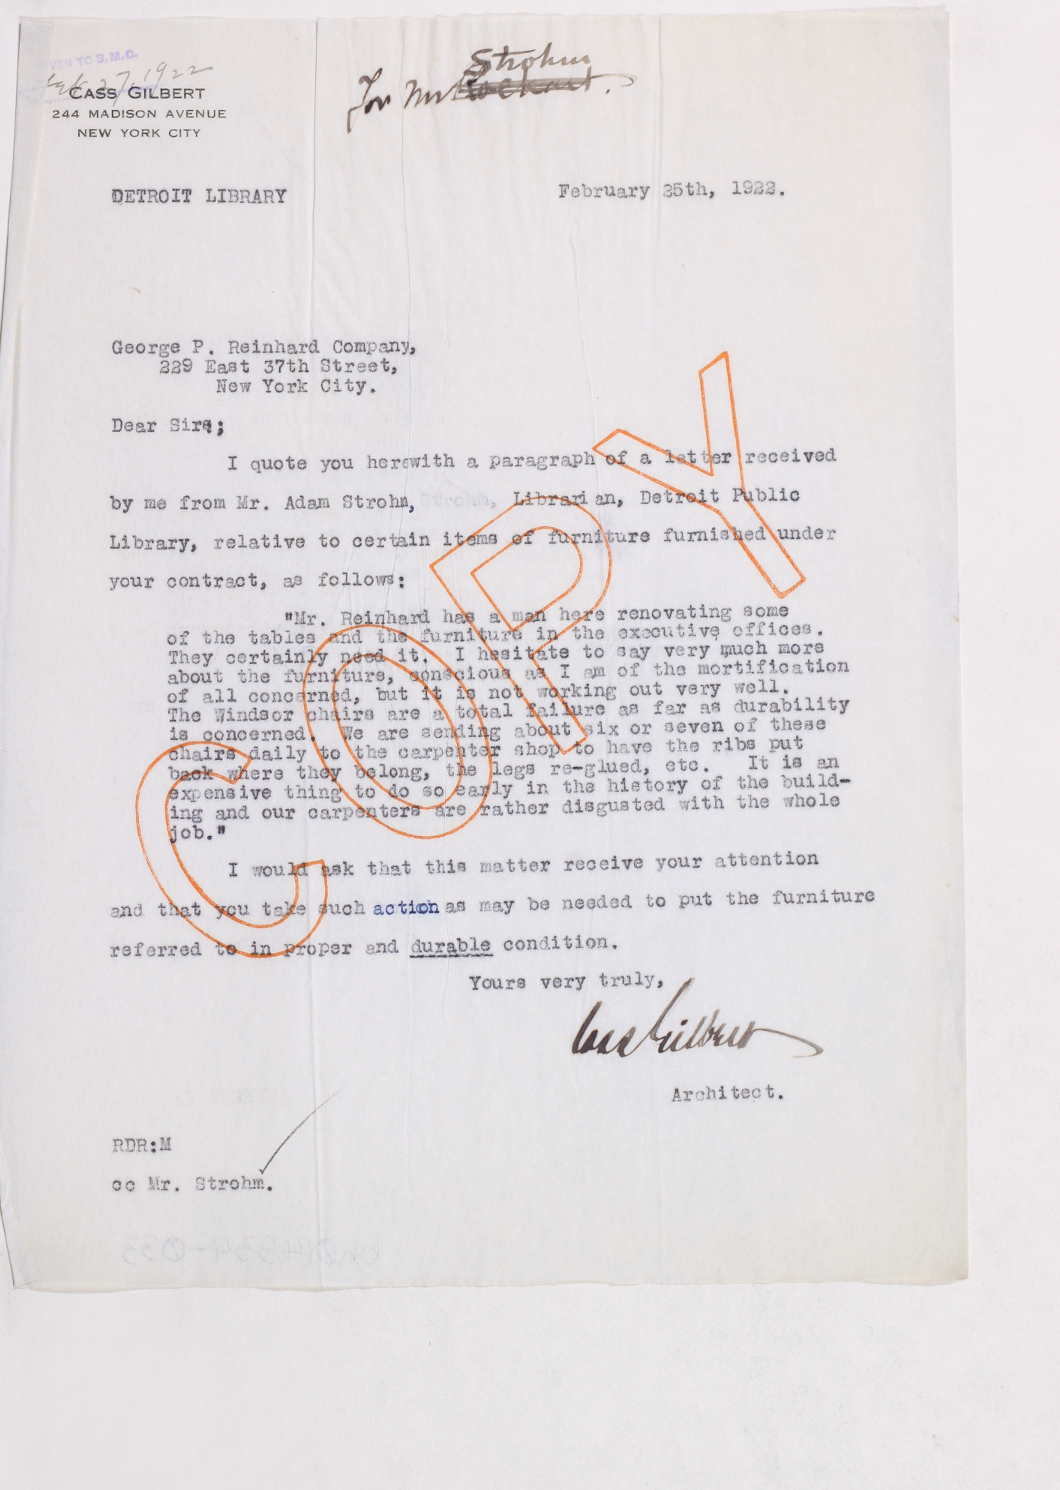 Feb 27, 1922
CASS GILBERT
244 MADISON AVENUE
NEW YORK CITY
For Mr Strohm
DETROIT LIBRARY
February 25th, 1922.
George P. Reinhard Company,
229 East 37th Street,
New York City.
Dear Sirs;
I quote you herewith a paragraph of a latter received
by me from Mr. Adam Strohm, Librarian, Detroit Public
Library, relative to certain items of furniture furnished under
your contract, as follows:
"Mr. Reinhard has a man here renovating some
of the tables and the furniture in the executive offices.
They certainly need it. I hesitate to say very much more
about the furniture, conscious as I am of the mortification
of all concerned, but it is not working out very well.
The Windsor chairs are a total failure as far as durability
is concerned. We are sending about six or seven of these
chairs daily to the carpenter shop to have the ribs put
back where they belong, the legs re-glued, etc. It is an
expensive thing to do so early in the history of the build-
ing and our carpenters are rather disgusted with the whole
job."
I would ask that this matter receive your attention
and that you take such action as may be needed to put the furniture
referred to in proper and durable condition.
Yours very truly,
Cass Gilbert
Architect.
RDR:M
cc Mr. Strohm.
COPY